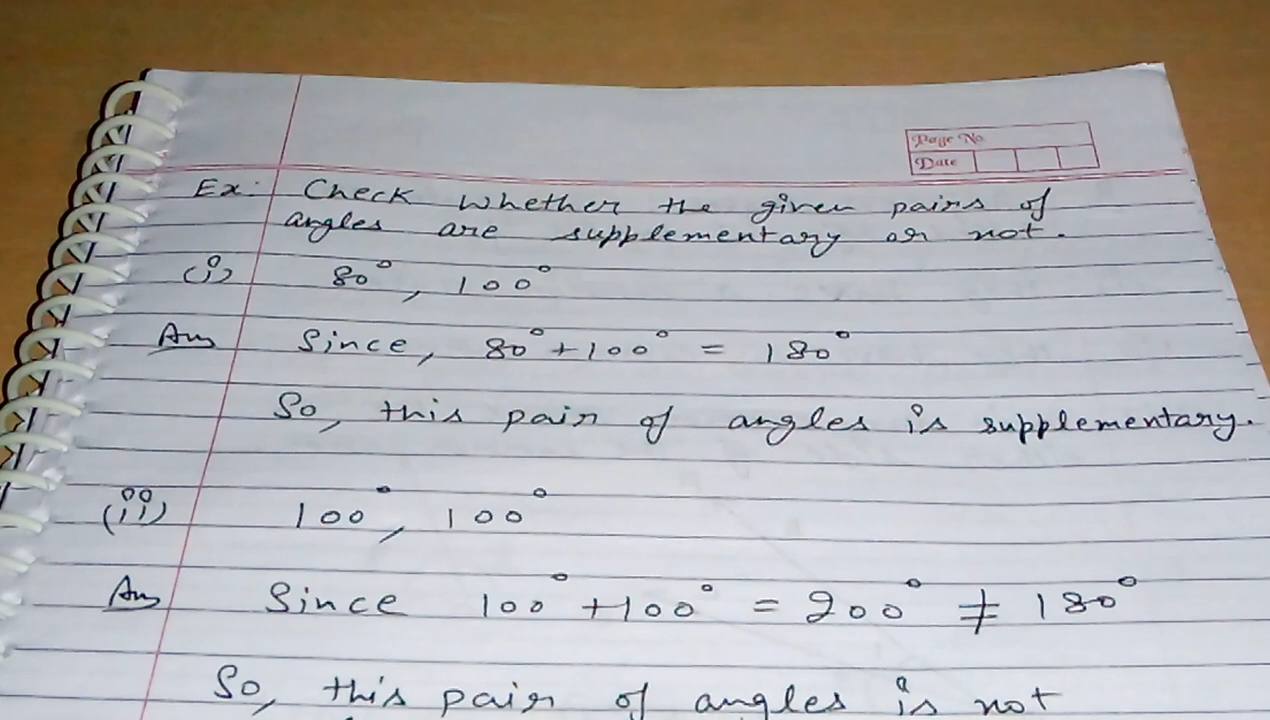 Page No.
Date
Ex: Check whether the given pairs of
angles are supplementary or not.
(i) 80°, 100°
Ans Since, 80° + 100° = 180°
So, this pair of angles is supplementary.
(ii) 100°, 100°
Ans Since 100° + 100° = 200° ≠ 180°
So, this pair of angles is not